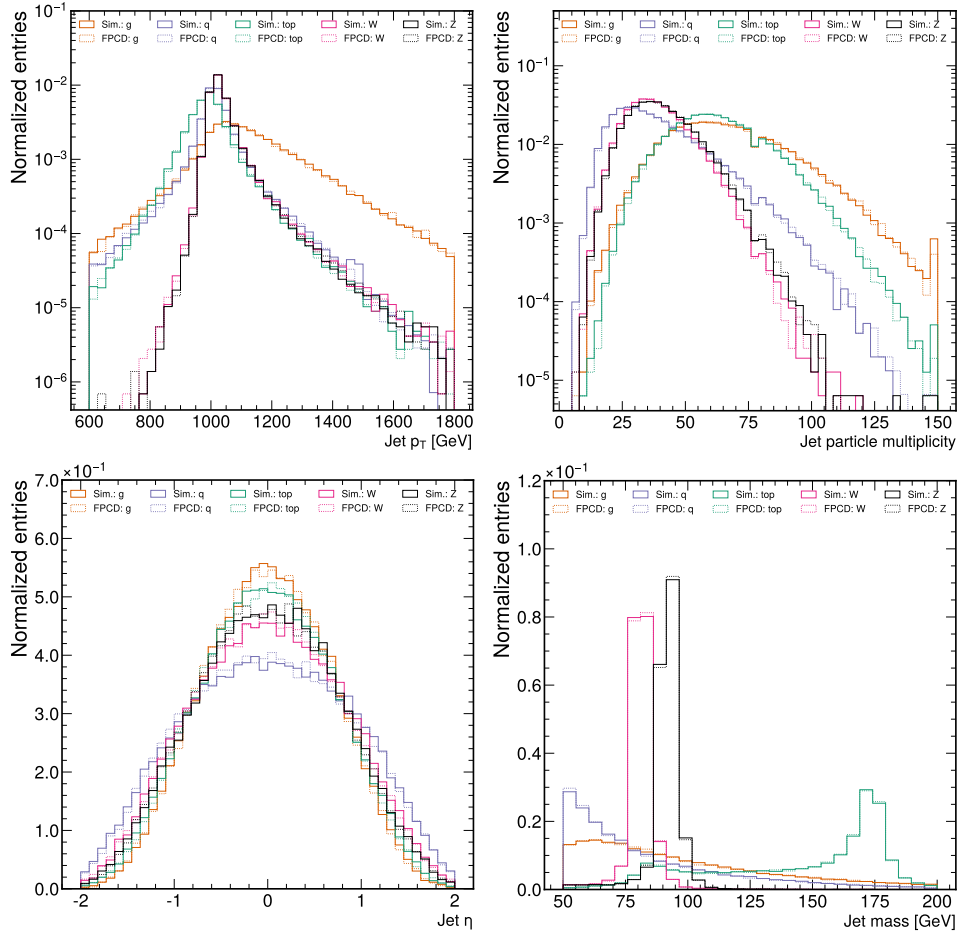 Sim.: g Sim.: q Sim.: top Sim.: W Sim.: Z
FPCD: g FPCD: q FPCD: top FPCD: W FPCD: Z
Normalized entries
10⁻¹
10⁻²
10⁻³
10⁻⁴
10⁻⁵
10⁻⁶
600 800 1000 1200 1400 1600 1800
Jet p_T [GeV]
Sim.: g Sim.: q Sim.: top Sim.: W Sim.: Z
FPCD: g FPCD: q FPCD: top FPCD: W FPCD: Z
Normalized entries
10⁻¹
10⁻²
10⁻³
10⁻⁴
10⁻⁵
0 25 50 75 100 125 150
Jet particle multiplicity
×10⁻¹
Sim.: g Sim.: q Sim.: top Sim.: W Sim.: Z
FPCD: g FPCD: q FPCD: top FPCD: W FPCD: Z
Normalized entries
7.0
6.0
5.0
4.0
3.0
2.0
1.0
0.0
-2 -1 0 1 2
Jet η
×10⁻¹
Sim.: g Sim.: q Sim.: top Sim.: W Sim.: Z
FPCD: g FPCD: q FPCD: top FPCD: W FPCD: Z
Normalized entries
1.2
1.0
0.8
0.6
0.4
0.2
0.0
50 75 100 125 150 175 200
Jet mass [GeV]